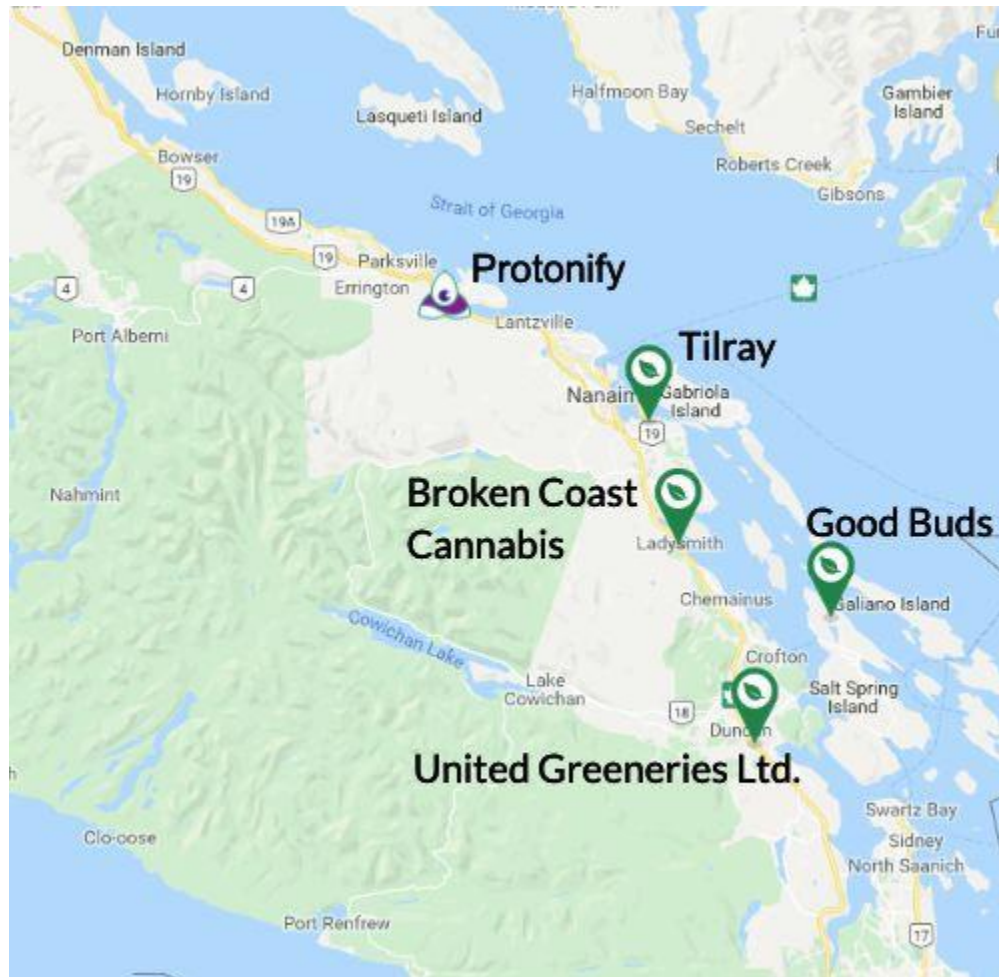 Denman Island
Hornby Island
Lasqueti Island
Halfmoon Bay
Gambier
Island
Sechelt
Roberts Creek
Gibsons
Bowser
19
Strait of Georgia
19A
19
Parksville
Errington
Protonify
4
4
Port Alberni
Lantzville
Tilray
Nanaim
Gabriola
Island
19
Nahmint
Broken Coast
Cannabis
Ladysmith
Good Buds
Galiano Island
Chemainus
Cowichan Lake
Crofton
Lake
Cowichan
18
Salt Spring
Island
Duncan
United Greeneries Ltd.
Swartz Bay
Sidney
North Saanich
Clo-oose
Port Renfrew
17